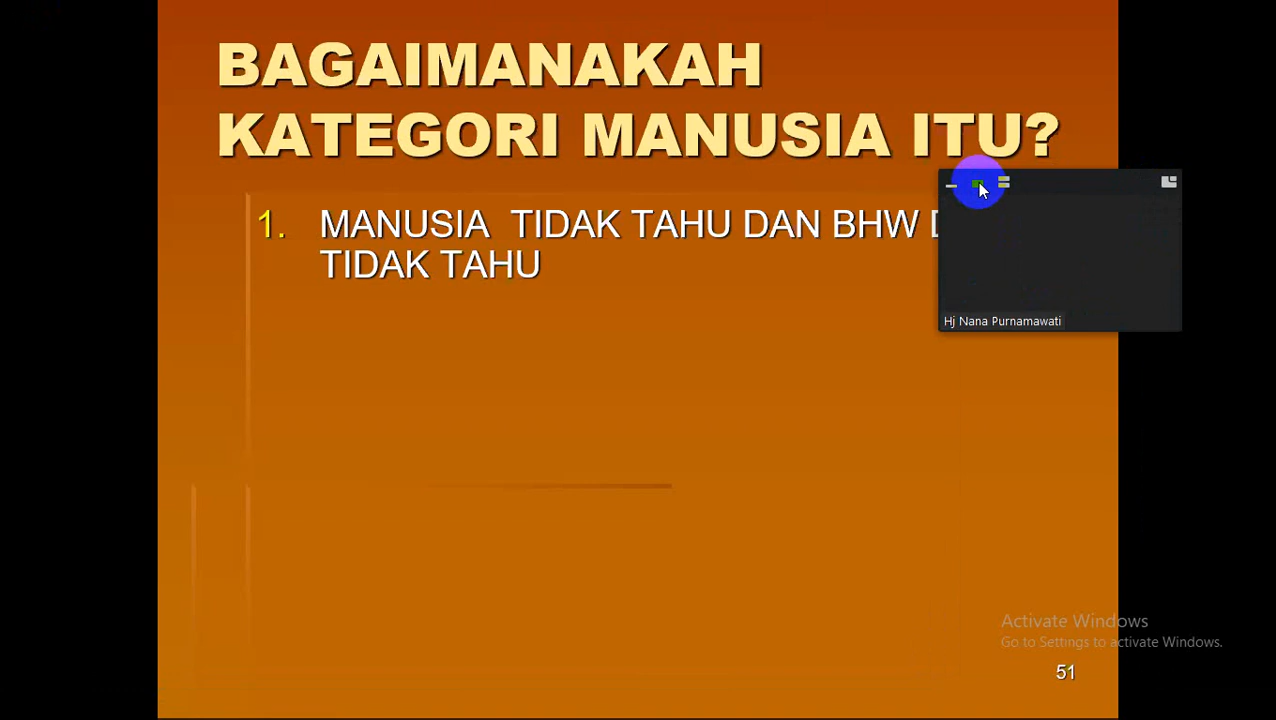 BAGAIMANAKAH
KATEGORI MANUSIA ITU?
1. MANUSIA TIDAK TAHU DAN BHW
TIDAK TAHU
Hj Nana Purnamawati
Activate Windows
Go to Settings to activate Windows.
51